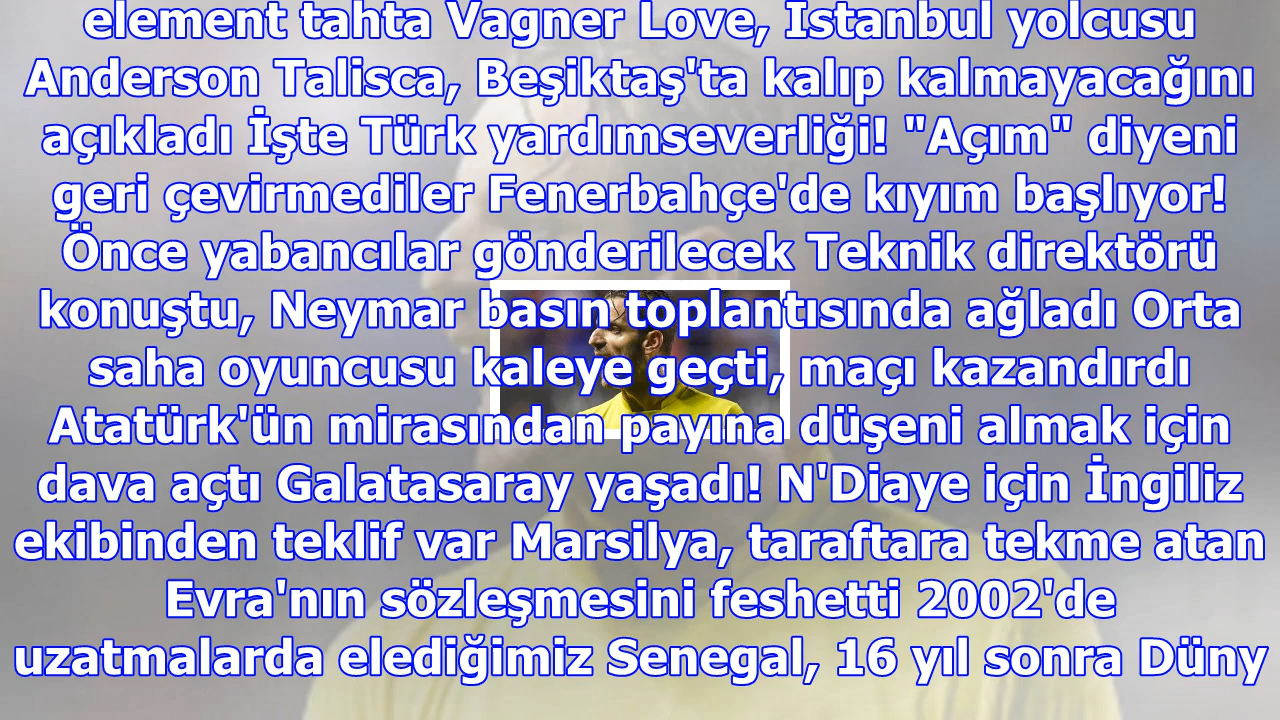 element tahta Vagner Love, İstanbul yolcusu
Anderson Talisca, Beşiktaş'ta kalıp kalmayacağını
açıkladı İşte Türk yardımseverliği! "Açım" diyeni
geri çevirmediler Fenerbahçe'de kıyım başlıyor!
Önce yabancılar gönderilecek Teknik direktörü
konuştu, Neymar basın toplantısında ağladı Orta
saha oyuncusu kaleye geçti, maçı kazandırdı
Atatürk'ün mirasından payına düşeni almak için
dava açtı Galatasaray yaşadı! N'Diaye için İngiliz
ekibinden teklif var Marsilya, taraftara tekme atan
Evra'nın sözleşmesini feshetti 2002'de
uzatmalarda elediğimiz Senegal, 16 yıl sonra Düny